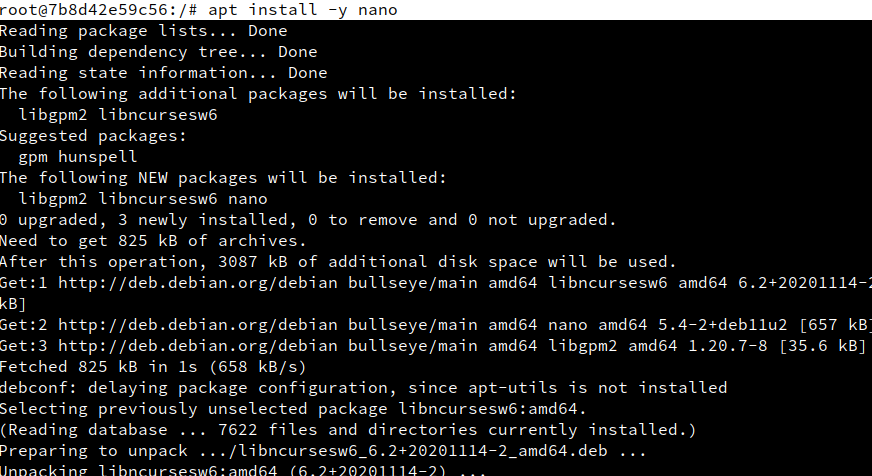 root@7b8d42e59c56:/# apt install -y nano
Reading package lists... Done
Building dependency tree... Done
Reading state information... Done
The following additional packages will be installed:
  libgpm2 libncursesw6
Suggested packages:
  gpm hunspell
The following NEW packages will be installed:
  libgpm2 libncursesw6 nano
0 upgraded, 3 newly installed, 0 to remove and 0 not upgraded.
Need to get 825 kB of archives.
After this operation, 3087 kB of additional disk space will be used.
Get:1 http://deb.debian.org/debian bullseye/main amd64 libncursesw6 amd64 6.2+20201114-2
kB]
Get:2 http://deb.debian.org/debian bullseye/main amd64 nano amd64 5.4-2+deb11u2 [657 kB]
Get:3 http://deb.debian.org/debian bullseye/main amd64 libgpm2 amd64 1.20.7-8 [35.6 kB]
Fetched 825 kB in 1s (658 kB/s)
debconf: delaying package configuration, since apt-utils is not installed
Selecting previously unselected package libncursesw6:amd64.
(Reading database ... 7622 files and directories currently installed.)
Preparing to unpack .../libncursesw6_6.2+20201114-2_amd64.deb ...
Unpacking libncursesw6:amd64 (6.2+20201114-2) ...